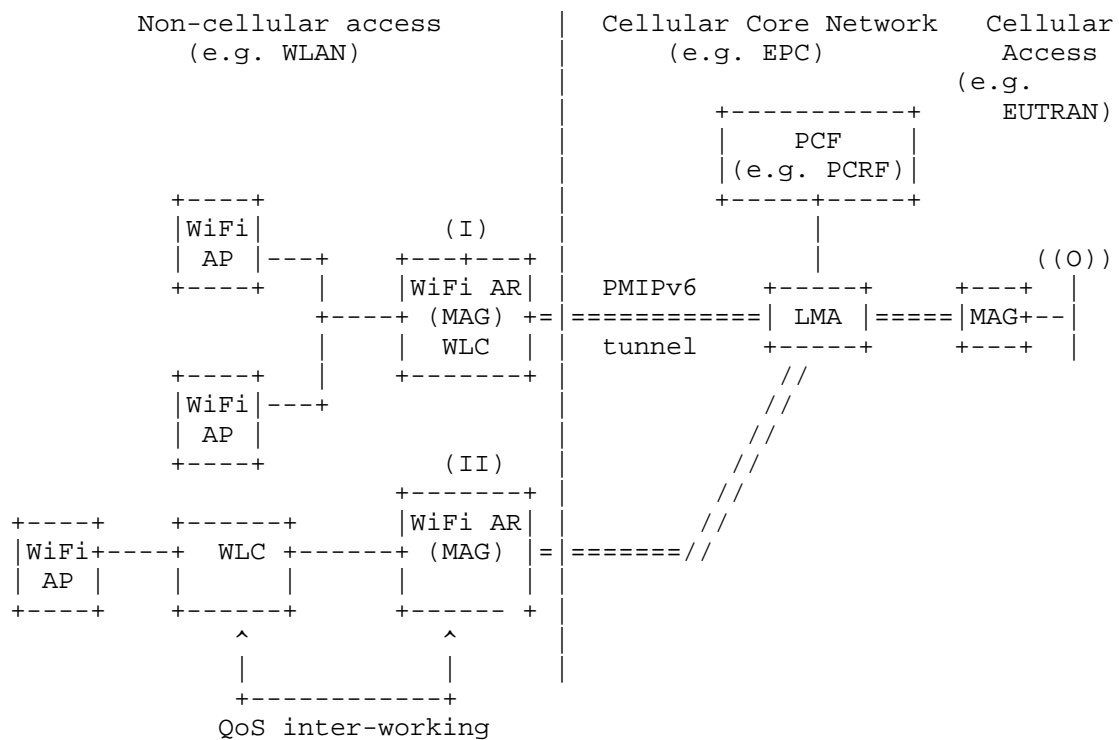 Non-cellular access | Cellular Core Network Cellular
(e.g. WLAN) | (e.g. EPC) Access
(e.g.
EUTRAN)
PCF
(e.g. PCRF)
WiFi
AP
(I)
((O))
WiFi AR PMIPv6
(MAG) LMA MAG
WLC tunnel
WiFi
AP
(II)
WiFi AR
WiFi WLC (MAG)
AP
QoS inter-working